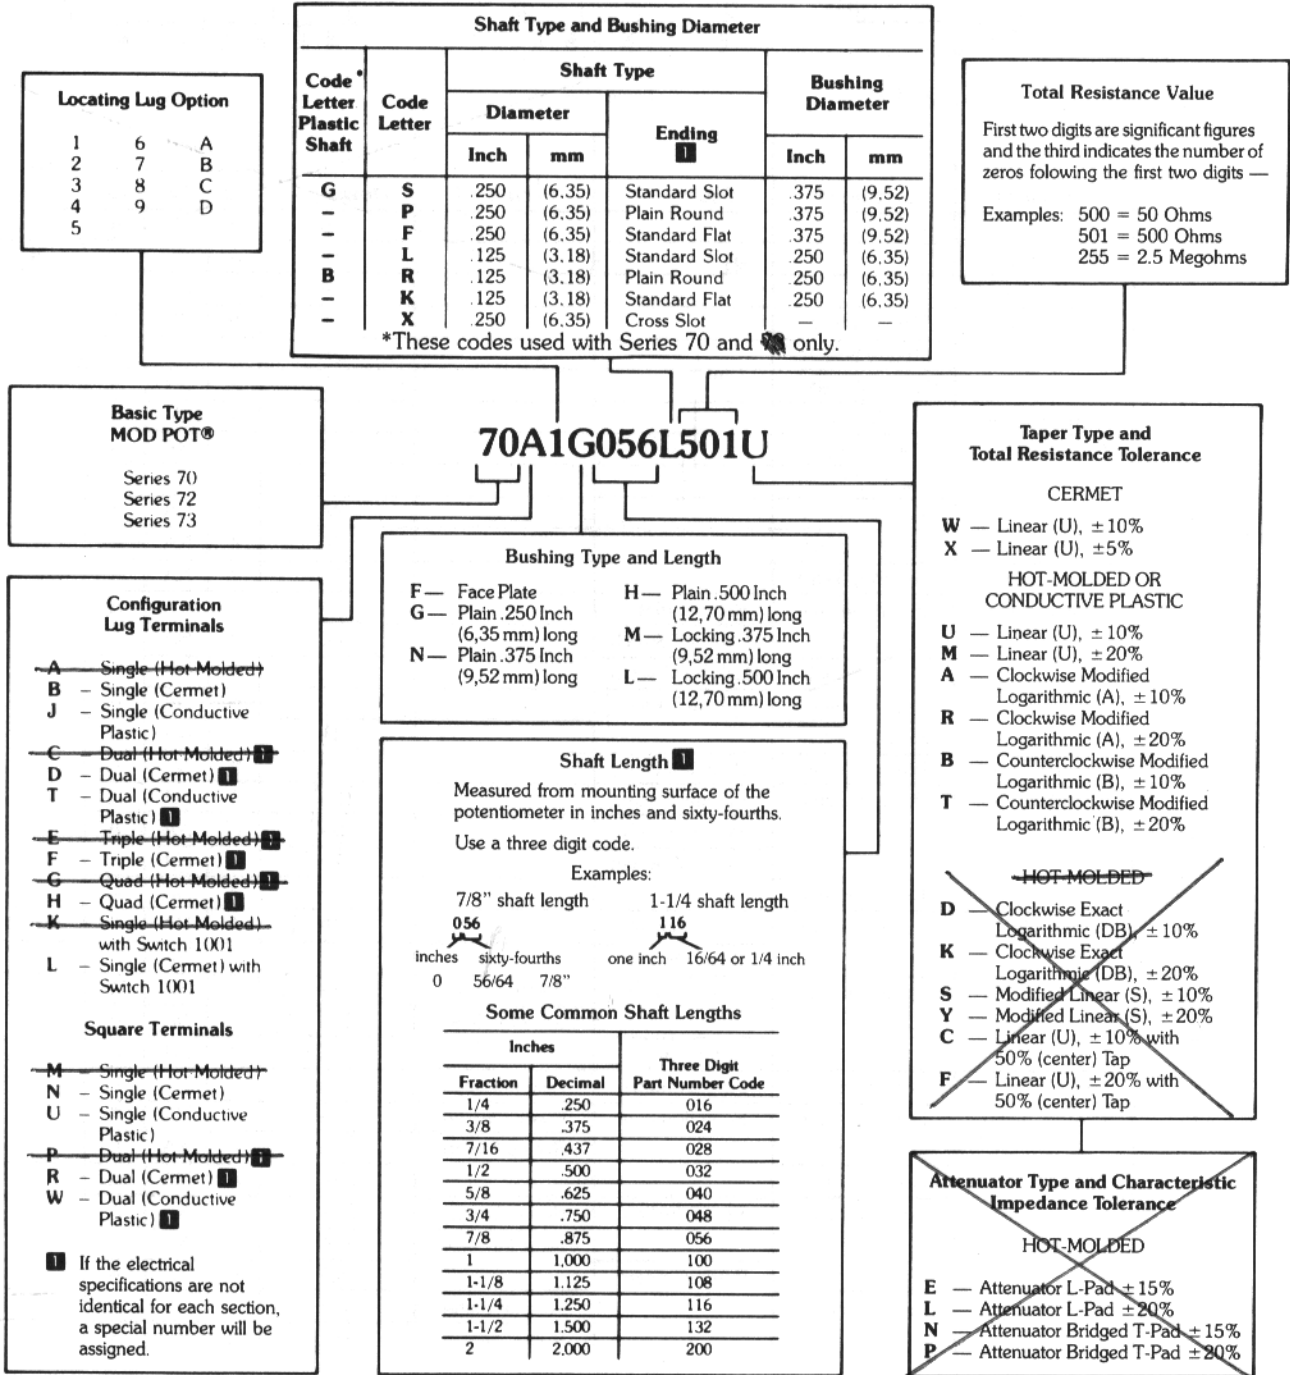 Shaft Type and Bushing Diameter
Code* Letter Plastic Shaft
Code Letter
Shaft Type
Bushing Diameter
Diameter
Ending 1
Inch mm Inch mm
G S .250 (6.35) Standard Slot .375 (9.52)
– P .250 (6.35) Plain Round .375 (9.52)
– F .250 (6.35) Standard Flat .375 (9.52)
– L .125 (3.18) Standard Slot .250 (6.35)
B R .125 (3.18) Plain Round .250 (6.35)
– K .125 (3.18) Standard Flat .250 (6.35)
– X .250 (6.35) Cross Slot — —
*These codes used with Series 70 and only.
Locating Lug Option
1 6 A
2 7 B
3 8 C
4 9 D
5
Total Resistance Value
First two digits are significant figures
and the third indicates the number of
zeros folowing the first two digits —
Examples: 500 = 50 Ohms
501 = 500 Ohms
255 = 2.5 Megohms
Basic Type
MOD POT®
Series 70
Series 72
Series 73
70A1G056L501U
Configuration
Lug Terminals
A – Single (Hot Molded)
B – Single (Cermet)
J – Single (Conductive
Plastic)
C – Dual (Hot Molded) 1
D – Dual (Cermet) 1
T – Dual (Conductive
Plastic) 1
E – Triple (Hot Molded) 1
F – Triple (Cermet) 1
G – Quad (Hot Molded) 1
H – Quad (Cermet) 1
K – Single (Hot Molded)
with Switch 1001
L – Single (Cermet) with
Switch 1001
Square Terminals
M – Single (Hot Molded)
N – Single (Cermet)
U – Single (Conductive
Plastic)
P – Dual (Hot Molded) 1
R – Dual (Cermet) 1
W – Dual (Conductive
Plastic) 1
1 If the electrical
specifications are not
identical for each section,
a special number will be
assigned.
Bushing Type and Length
F — Face Plate
G — Plain .250 Inch
(6,35 mm) long
N — Plain .375 Inch
(9,52 mm) long
H — Plain .500 Inch
(12,70 mm) long
M — Locking .375 Inch
(9,52 mm) long
L — Locking .500 Inch
(12,70 mm) long
Shaft Length 1
Measured from mounting surface of the
potentiometer in inches and sixty-fourths.
Use a three digit code.
Examples:
7/8" shaft length 1-1/4 shaft length
056 116
inches sixty-fourths one inch 16/64 or 1/4 inch
0 56/64 7/8"
Some Common Shaft Lengths
Inches
Three Digit
Part Number Code
Fraction Decimal
1/4 .250 016
3/8 .375 024
7/16 .437 028
1/2 .500 032
5/8 .625 040
3/4 .750 048
7/8 .875 056
1 1.000 100
1-1/8 1.125 108
1-1/4 1.250 116
1-1/2 1.500 132
2 2.000 200
Taper Type and
Total Resistance Tolerance
CERMET
W — Linear (U), ±10%
X — Linear (U), ±5%
HOT-MOLDED OR
CONDUCTIVE PLASTIC
U — Linear (U), ±10%
M — Linear (U), ±20%
A — Clockwise Modified
Logarithmic (A), ±10%
R — Clockwise Modified
Logarithmic (A), ±20%
B — Counterclockwise Modified
Logarithmic (B), ±10%
T — Counterclockwise Modified
Logarithmic (B), ±20%
HOT-MOLDED
D — Clockwise Exact
Logarithmic (DB), ±10%
K — Clockwise Exact
Logarithmic (DB), ±20%
S — Modified Linear (S), ±10%
Y — Modified Linear (S), ±20%
C — Linear (U), ±10% with
50% (center) Tap
F — Linear (U), ±20% with
50% (center) Tap
Attenuator Type and Characteristic
Impedance Tolerance
HOT-MOLDED
E — Attenuator L-Pad ±15%
L — Attenuator L-Pad ±20%
N — Attenuator Bridged T-Pad ±15%
P — Attenuator Bridged T-Pad ±20%